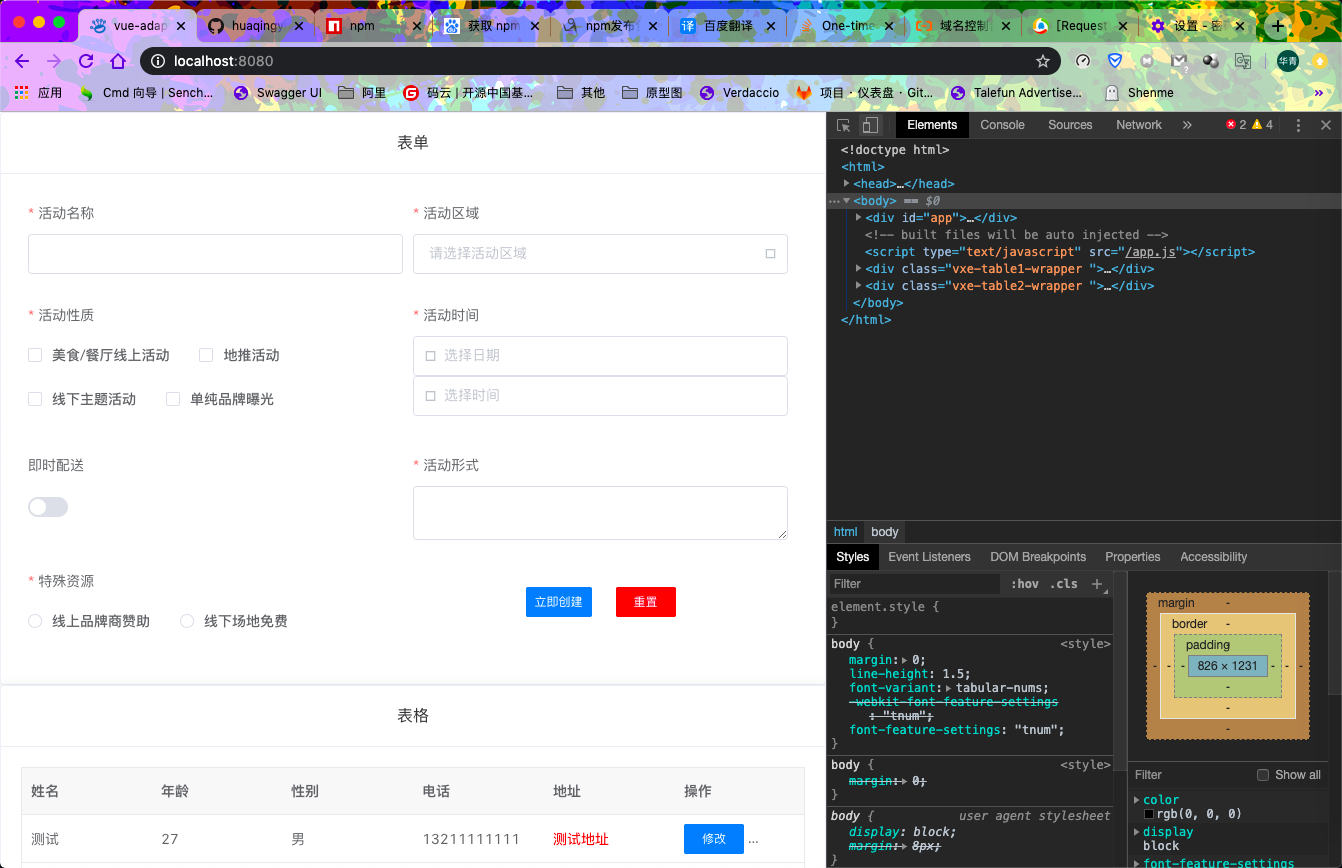 vue-adap
huaqingy
npm
获取 npm
npm发布
百度翻译
One-time
域名控制
[Request
设置 - 密
localhost:8080
华青
应用
Cmd 向导 | Sench...
Swagger UI
阿里
码云 | 开源中国基...
其他
原型图
Verdaccio
项目 · 仪表盘 · Git...
Talefun Advertise...
Shenme
»
表单
* 活动名称
* 活动区域
请选择活动区域
* 活动性质
* 活动时间
美食/餐厅线上活动
地推活动
选择日期
线下主题活动
单纯品牌曝光
选择时间
即时配送
* 活动形式
* 特殊资源
线上品牌商赞助
线下场地免费
立即创建
重置
表格
姓名 年龄 性别 电话 地址 操作
测试 27 男 13211111111 测试地址 修改 ...
Elements Console Sources Network » 2 4
<!doctype html>
<html>
<head>…</head>
<body> == $0
<div id="app">…</div>
<!-- built files will be auto injected -->
<script type="text/javascript" src="/app.js"></script>
<div class="vxe-table1-wrapper ">…</div>
<div class="vxe-table2-wrapper ">…</div>
</body>
</html>
html body
Styles Event Listeners DOM Breakpoints Properties Accessibility
Filter :hov .cls +
element.style {
}
body { <style>
margin: 0;
line-height: 1.5;
font-variant: tabular-nums;
-webkit-font-feature-settings
: "tnum";
font-feature-settings: "tnum";
}
body { <style>
margin: 0;
}
body { user agent stylesheet
display: block;
margin: 8px;
}
margin -
border -
padding -
- - - 826 × 1231 - - -
-
-
-
Filter Show all
color
rgb(0, 0, 0)
display
block
font-feature-settings